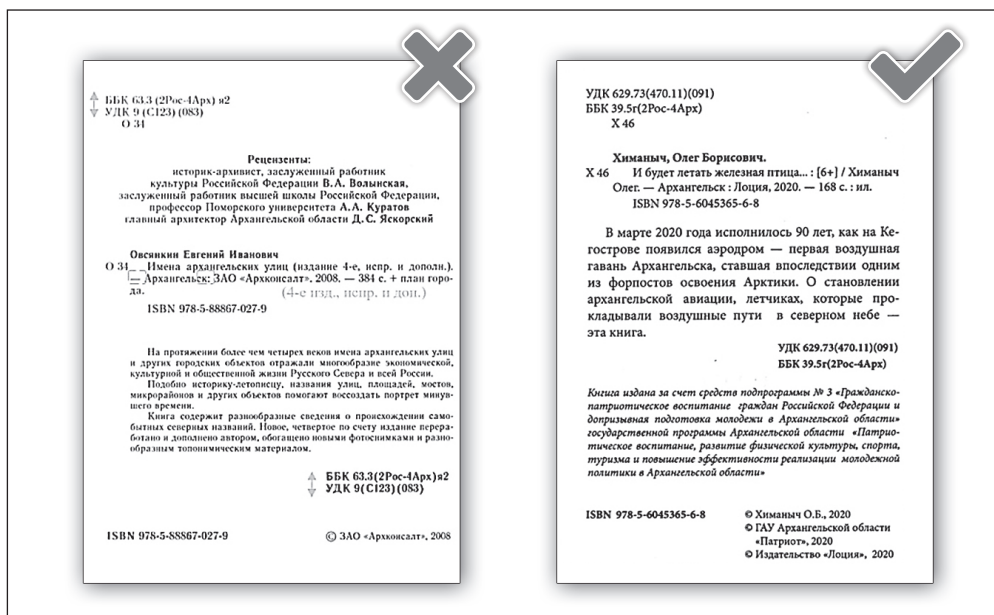 ББК 63.3 (2Рос-4Арх) я2
УДК 9 (С123) (083)
О 34
Рецензенты:
историк-архивист, заслуженный работник
культуры Российской Федерации В.А. Волынская,
заслуженный работник высшей школы Российской Федерации,
профессор Поморского университета А.А. Куратов
главный архитектор Архангельской области Д.С. Яскорский
Овсянкин Евгений Иванович
О 34 Имена архангельских улиц (издание 4-е, испр. и дополн.).
— Архангельск: ЗАО «Архконсалт». 2008. — 384 с. + план горо-
да.
(4-е изд., испр. и доп.)
ISBN 978-5-88867-027-9
На протяжении более чем четырех веков имена архангельских улиц
и других городских объектов отражали многообразие экономической,
культурной и общественной жизни Русского Севера и всей России.
Подобно историку-летописцу, названия улиц, площадей, мостов,
микрорайонов и других объектов помогают воссоздать портрет минув-
шего времени.
Книга содержит разнообразные сведения о происхождении само-
бытных северных названий. Новое, четвертое по счету издание перера-
ботано и дополнено автором, обогащено новыми фотоснимками и разно-
образным топонимическим материалом.
ББК 63.3(2Рос-4Арх)я2
УДК 9(С123)(083)
ISBN 978-5-88867-027-9
© ЗАО «Архконсалт», 2008
УДК 629.73(470.11)(091)
ББК 39.5г(2Рос-4Арх)
Х 46
Химаныч, Олег Борисович.
Х 46 И будет летать железная птица... : [6+] / Химаныч
Олег. — Архангельск : Лоция, 2020. — 168 с. : ил.
ISBN 978-5-6045365-6-8
В марте 2020 года исполнилось 90 лет, как на Ке-
гострове появился аэродром — первая воздушная
гавань Архангельска, ставшая впоследствии одним
из форпостов освоения Арктики. О становлении
архангельской авиации, летчиках, которые про-
кладывали воздушные пути в северном небе —
эта книга.
УДК 629.73(470.11)(091)
ББК 39.5г(2Рос-4Арх)
Книга издана за счет средств подпрограммы № 3 «Гражданско-
патриотическое воспитание граждан Российской Федерации и
допризывная подготовка молодежи в Архангельской области»
государственной программы Архангельской области «Патрио-
тическое воспитание, развитие физической культуры, спорта,
туризма и повышение эффективности реализации молодежной
политики в Архангельской области»
ISBN 978-5-6045365-6-8
© Химаныч О.Б., 2020
© ГАУ Архангельской области
«Патриот», 2020
© Издательство «Лоция», 2020